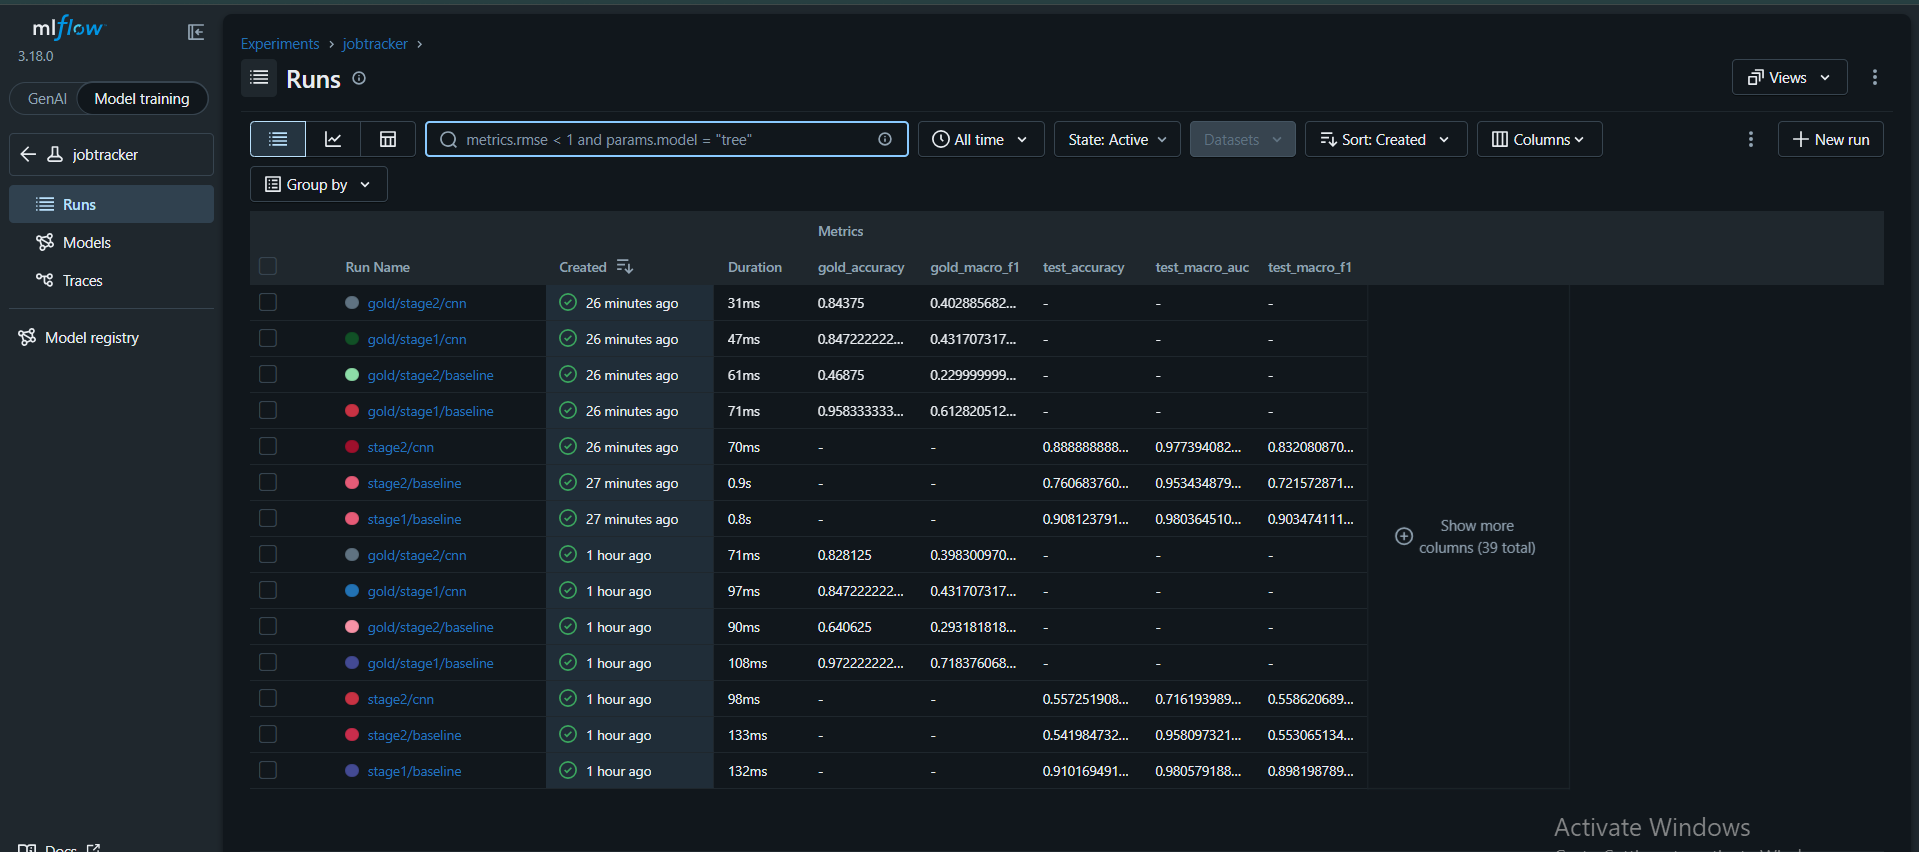 mlflow
3.18.0
GenAI Model training
jobtracker
Runs
Models
Traces
Model registry
Experiments > jobtracker >
Runs
Views
metrics.rmse < 1 and params.model = "tree"
All time
State: Active
Datasets
Sort: Created
Columns
New run
Group by
Metrics
Run Name Created Duration gold_accuracy gold_macro_f1 test_accuracy test_macro_auc test_macro_f1
gold/stage2/cnn 26 minutes ago 31ms 0.84375 0.402885682... - - -
gold/stage1/cnn 26 minutes ago 47ms 0.847222222... 0.431707317... - - -
gold/stage2/baseline 26 minutes ago 61ms 0.46875 0.229999999... - - -
gold/stage1/baseline 26 minutes ago 71ms 0.958333333... 0.612820512... - - -
stage2/cnn 26 minutes ago 70ms - - 0.888888888... 0.977394082... 0.832080870...
stage2/baseline 27 minutes ago 0.9s - - 0.760683760... 0.953434879... 0.721572871...
stage1/baseline 27 minutes ago 0.8s - - 0.908123791... 0.980364510... 0.903474111...
gold/stage2/cnn 1 hour ago 71ms 0.828125 0.398300970... - - -
gold/stage1/cnn 1 hour ago 97ms 0.847222222... 0.431707317... - - -
gold/stage2/baseline 1 hour ago 90ms 0.640625 0.293181818... - - -
gold/stage1/baseline 1 hour ago 108ms 0.972222222... 0.718376068... - - -
stage2/cnn 1 hour ago 98ms - - 0.557251908... 0.716193989... 0.558620689...
stage2/baseline 1 hour ago 133ms - - 0.541984732... 0.958097321... 0.553065134...
stage1/baseline 1 hour ago 132ms - - 0.910169491... 0.980579188... 0.898198789...
Show more
columns (39 total)
Docs
Activate Windows